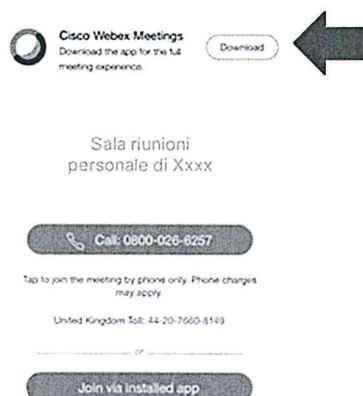 Cisco Webex Meetings
Download the app for the full
meeting experience.
Download
Sala riunioni
personale di Xxxx
Call: 0800-026-6257
Tap to join the meeting by phone only. Phone charges
may apply.
United Kingdom Toll: 44-20-7660-8149
or
Join via installed app